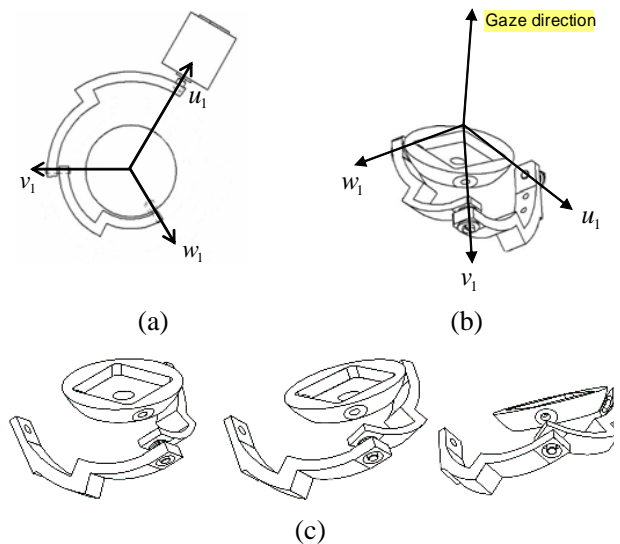 Gaze direction
u₁
v₁
w₁
w₁
u₁
v₁
(a)
(b)
(c)